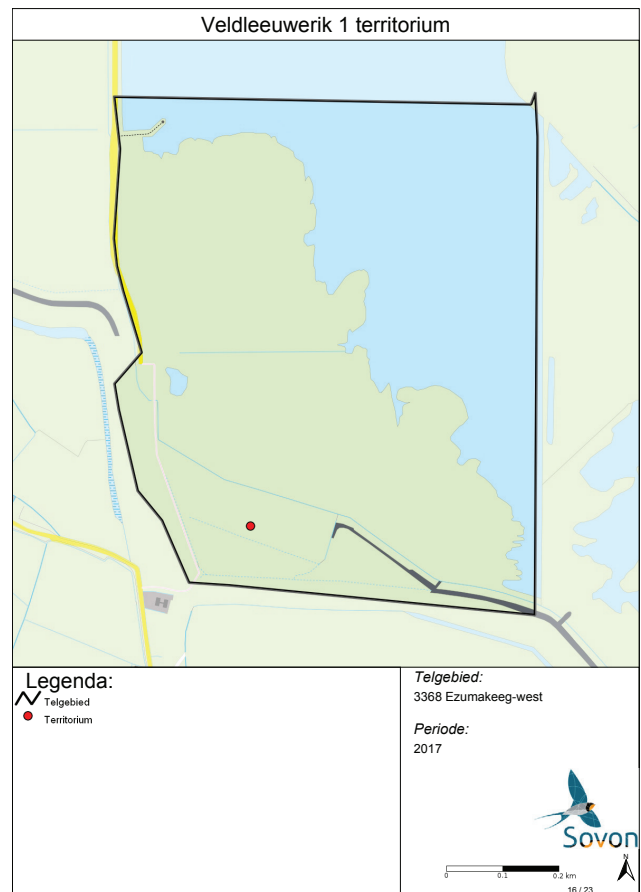 Veldleeuwerik 1 territorium
Legenda:
Telgebied
Territorium
Telgebied:
3368 Ezumakeeg-west
Periode:
2017
Sovon
N
0 0.1 0.2 km
16 / 23